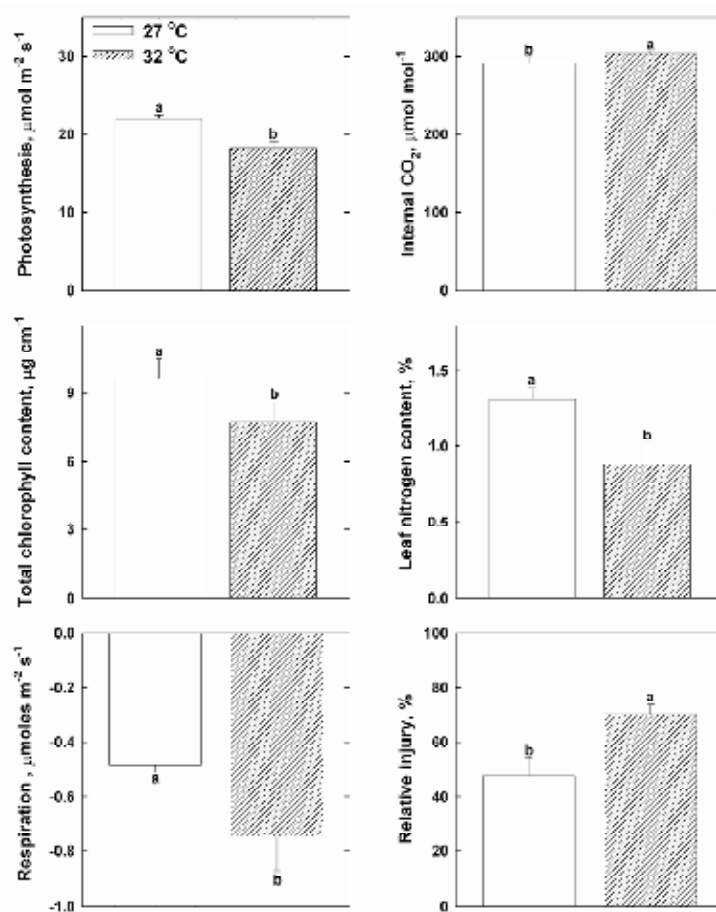 27 °C
32 °C
Photosynthesis, μmol m⁻² s⁻¹
30
20
10
0
a
b
Internal CO₂, μmol mol⁻¹
300
200
100
0
b
a
Total chlorophyll content, μg cm⁻¹
9
6
3
0
a
b
Leaf nitrogen content, %
1.5
1.0
0.5
0.0
a
b
Respiration , μmoles m⁻² s⁻¹
0.0
-0.2
-0.4
-0.6
-0.8
-1.0
a
b
Relative injury, %
100
80
60
40
20
0
b
a